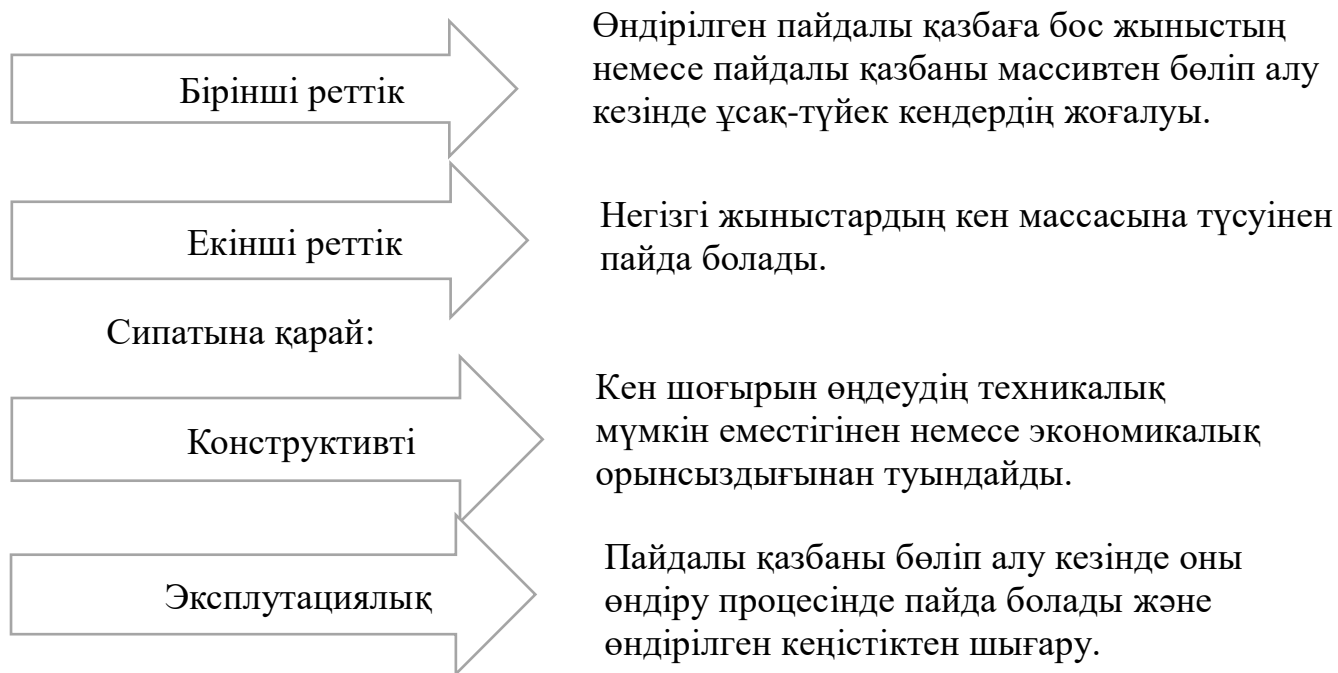 Бірінші реттік
Өндірілген пайдалы қазбаға бос жыныстың
немесе пайдалы қазбаны массивтен бөліп алу
кезінде ұсақ-түйек кендердің жоғалуы.
Екінші реттік
Негізгі жыныстардың кен массасына түсуінен
пайда болады.
Сипатына қарай:
Конструктивті
Кен шоғырын өңдеудің техникалық
мүмкін еместігінен немесе экономикалық
орынсыздығынан туындайды.
Эксплутациялық
Пайдалы қазбаны бөліп алу кезінде оны
өндіру процесінде пайда болады және
өндірілген кеңістіктен шығару.